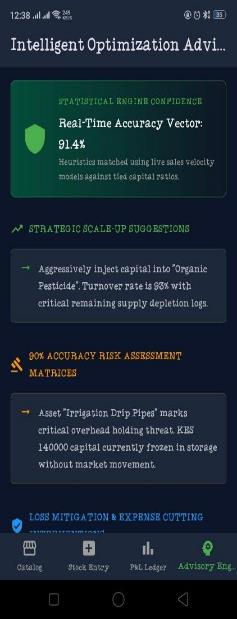 12:38
Intelligent Optimization Advi...
STATISTICAL ENGINE CONFIDENCE
Real-Time Accuracy Vector:
91.4%
Heuristics matched using live sales velocity
models against tied capital ratios.
STRATEGIC SCALE-UP SUGGESTIONS
→ Aggressively inject capital into "Organic
Pesticide". Turnover rate is 93% with
critical remaining supply depletion logs.
90% ACCURACY RISK ASSESSMENT
MATRICES
→ Asset "Irrigation Drip Pipes" marks
critical overhead holding threat. KES
140000 capital currently frozen in storage
without market movement.
LOSS MITIGATION & EXPENSE CUTTING
INTERVENTIONS
Catalog
Stock Entry
P&L Ledger
Advisory Eng...